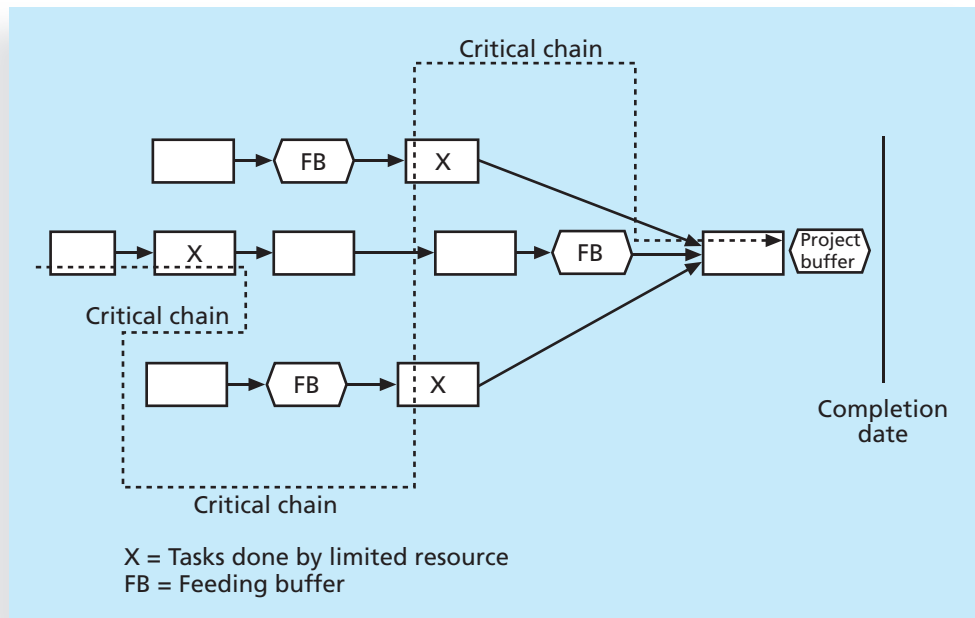 Critical chain
FB
X
X
FB
Project
buffer
Critical chain
FB
X
Completion
date
Critical chain
X = Tasks done by limited resource
FB = Feeding buffer